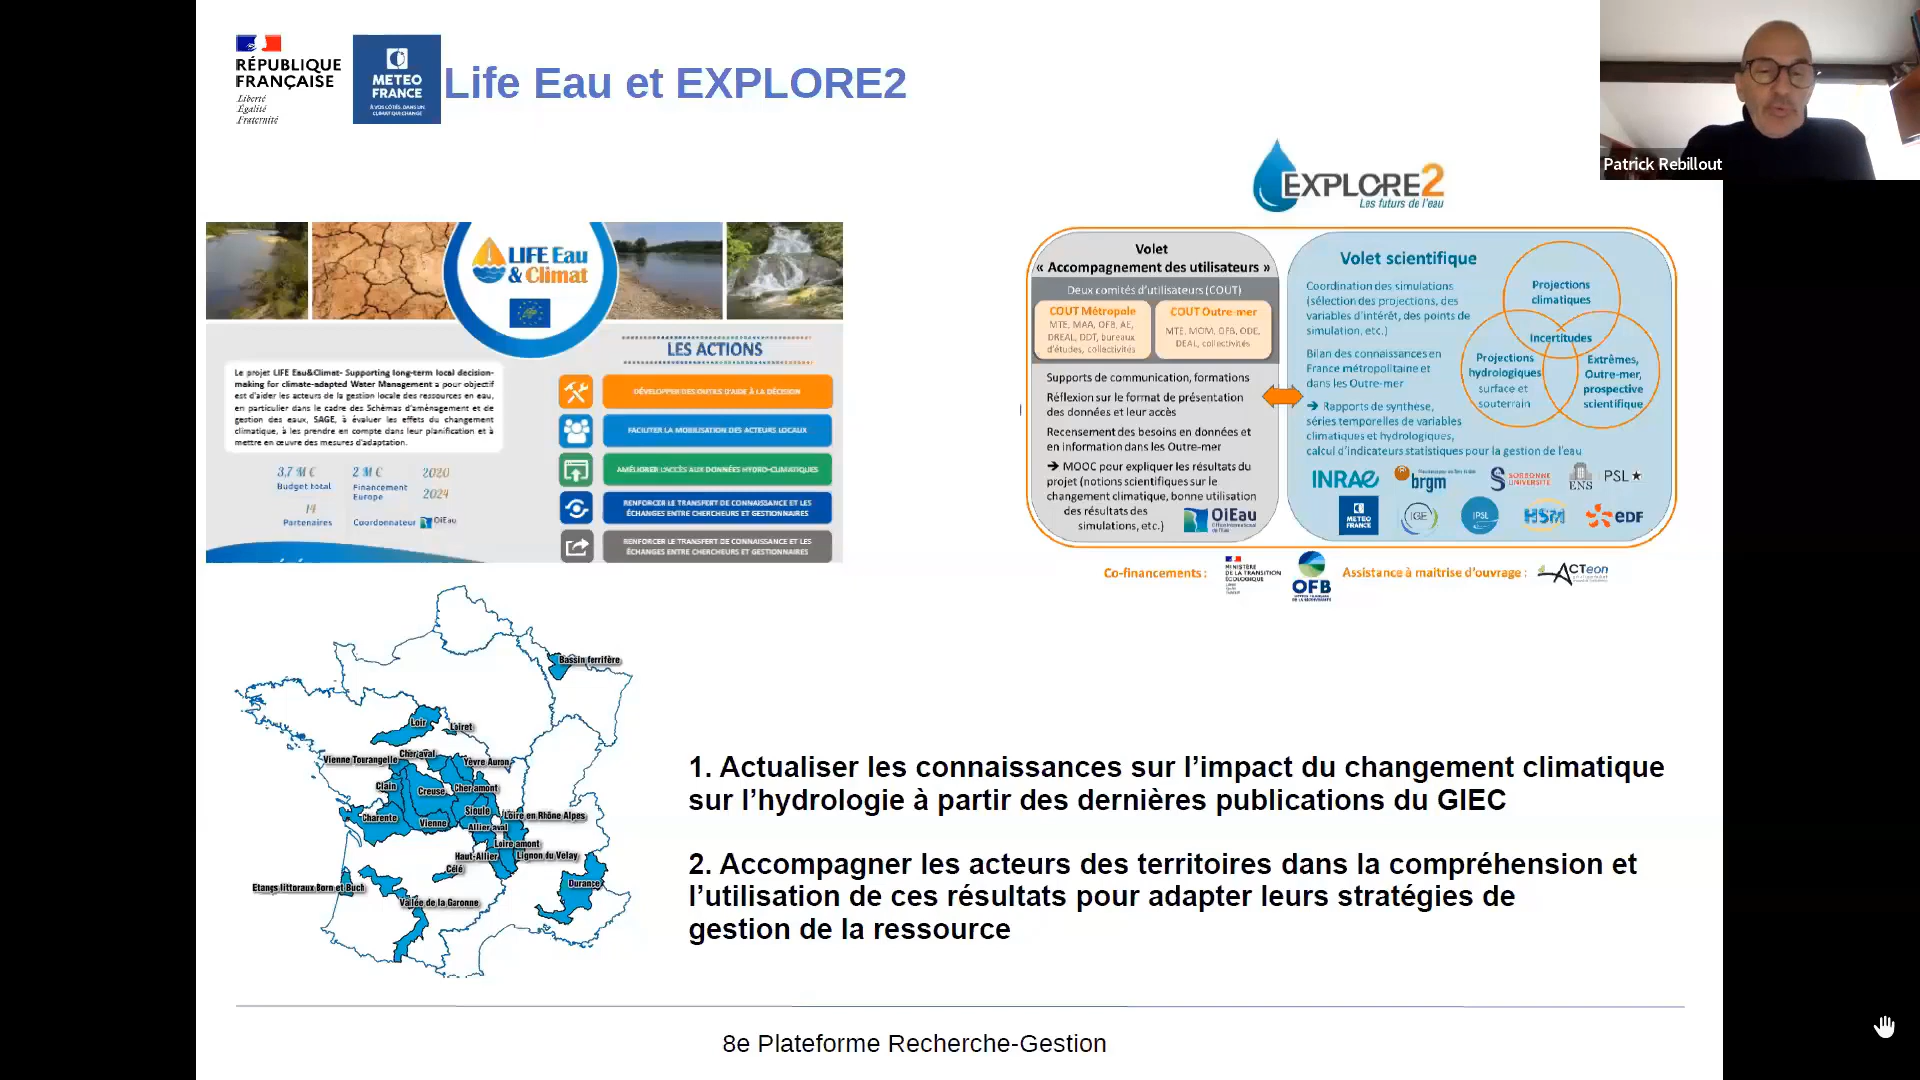 RÉPUBLIQUE
FRANÇAISE
Liberté
Égalité
Fraternité
METEO
FRANCE
À VOS CÔTÉS, DANS UN
CLIMAT QUI CHANGE
Life Eau et EXPLORE2
Patrick Rebillout
LIFE Eau
& Climat
LES ACTIONS
Le projet LIFE Eau&Climat- Supporting long-term local decision-
making for climate-adapted Water Management a pour objectif
est d'aider les acteurs de la gestion locale des ressources en eau,
en particulier dans le cadre des Schémas d'aménagement et de
gestion des eaux, SAGE, à évaluer les effets du changement
climatique, à les prendre en compte dans leur planification et à
mettre en œuvre des mesures d'adaptation.
3,7 M €
Budget total
2 M €
Financement
Europe
2020
2024
14
Partenaires
Coordonnateur
OiEau
DÉVELOPPER DES OUTILS D'AIDE À LA DÉCISION
FACILITER LA MOBILISATION DES ACTEURS LOCAUX
AMÉLIORER L'ACCÈS AUX DONNÉES HYDRO-CLIMATIQUES
RENFORCER LE TRANSFERT DE CONNAISSANCE ET LES
ÉCHANGES ENTRE CHERCHEURS ET GESTIONNAIRES
RENFORCER LE TRANSFERT DE CONNAISSANCE ET LES
ÉCHANGES ENTRE CHERCHEURS ET GESTIONNAIRES
EXPLORE2
Les futurs de l'eau
Volet
« Accompagnement des utilisateurs »
Deux comités d'utilisateurs (COUT)
COUT Métropole
MTE, MAA, OFB, AE,
DREAL, DDT, bureaux
d'études, collectivités
COUT Outre-mer
MTE, MOM, OFB, ODE,
DEAL, collectivités
Supports de communication, formations
Réflexion sur le format de présentation
des données et leur accès
Recensement des besoins en données et
en information dans les Outre-mer
➔ MOOC pour expliquer les résultats du
projet (notions scientifiques sur le
changement climatique, bonne utilisation
des résultats des
simulations, etc.)
OiEau
Volet scientifique
Coordination des simulations
(sélection des projections, des
variables d'intérêt, des points de
simulation, etc.)
Bilan des connaissances en
France métropolitaine et
dans les Outre-mer
➔ Rapports de synthèse,
séries temporelles de variables
climatiques et hydrologiques,
calcul d'indicateurs statistiques pour la gestion de l'eau
Projections
climatiques
Incertitudes
Projections
hydrologiques
surface et
souterrain
Extrêmes,
Outre-mer,
prospective
scientifique
INRAE
brgm
SORBONNE
UNIVERSITÉ
ENS
PSL
METEO
FRANCE
IGE
IPSL
HSM
EDF
Co-financements :
MINISTÈRE
DE LA TRANSITION
ÉCOLOGIQUE
OFB
Assistance à maitrise d'ouvrage :
ACTeon
Bassin ferrifère
Loir
Loiret
Cher aval
Vienne Tourangelle
Yèvre Auron
Clain
Creuse
Cher amont
Sioule
Charente
Vienne
Loire en Rhône Alpes
Allier aval
Loire amont
Haut-Allier
Lignon du Velay
Célé
Durance
Etangs littoraux Born et Buch
Vallée de la Garonne
1. Actualiser les connaissances sur l'impact du changement climatique
sur l'hydrologie à partir des dernières publications du GIEC
2. Accompagner les acteurs des territoires dans la compréhension et
l'utilisation de ces résultats pour adapter leurs stratégies de
gestion de la ressource
8e Plateforme Recherche-Gestion